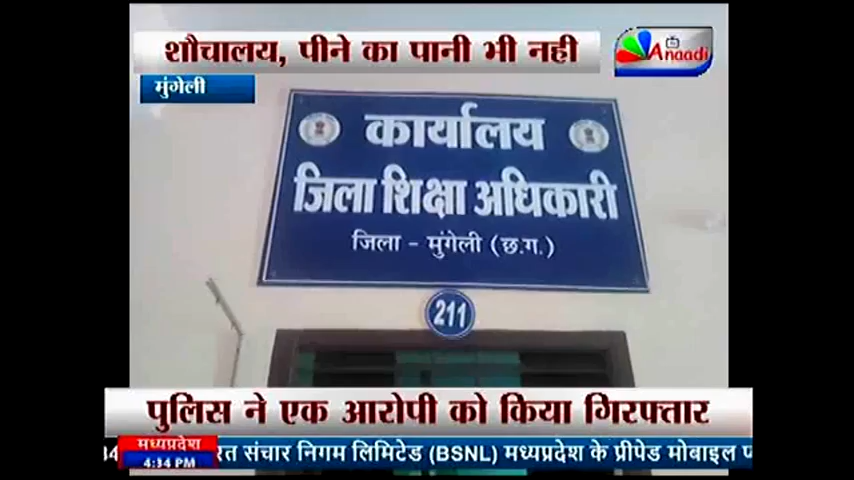 शौचालय, पीने का पानी भी नही
Anaadi
मुंगेली
कार्यालय
जिला शिक्षा अधिकारी
जिला - मुंगेली (छ.ग.)
211
पुलिस ने एक आरोपी को किया गिरफ्तार
मध्यप्रदेश
4:34 PM
रत संचार निगम लिमिटेड (BSNL) मध्यप्रदेश के प्रीपेड मोबाइल